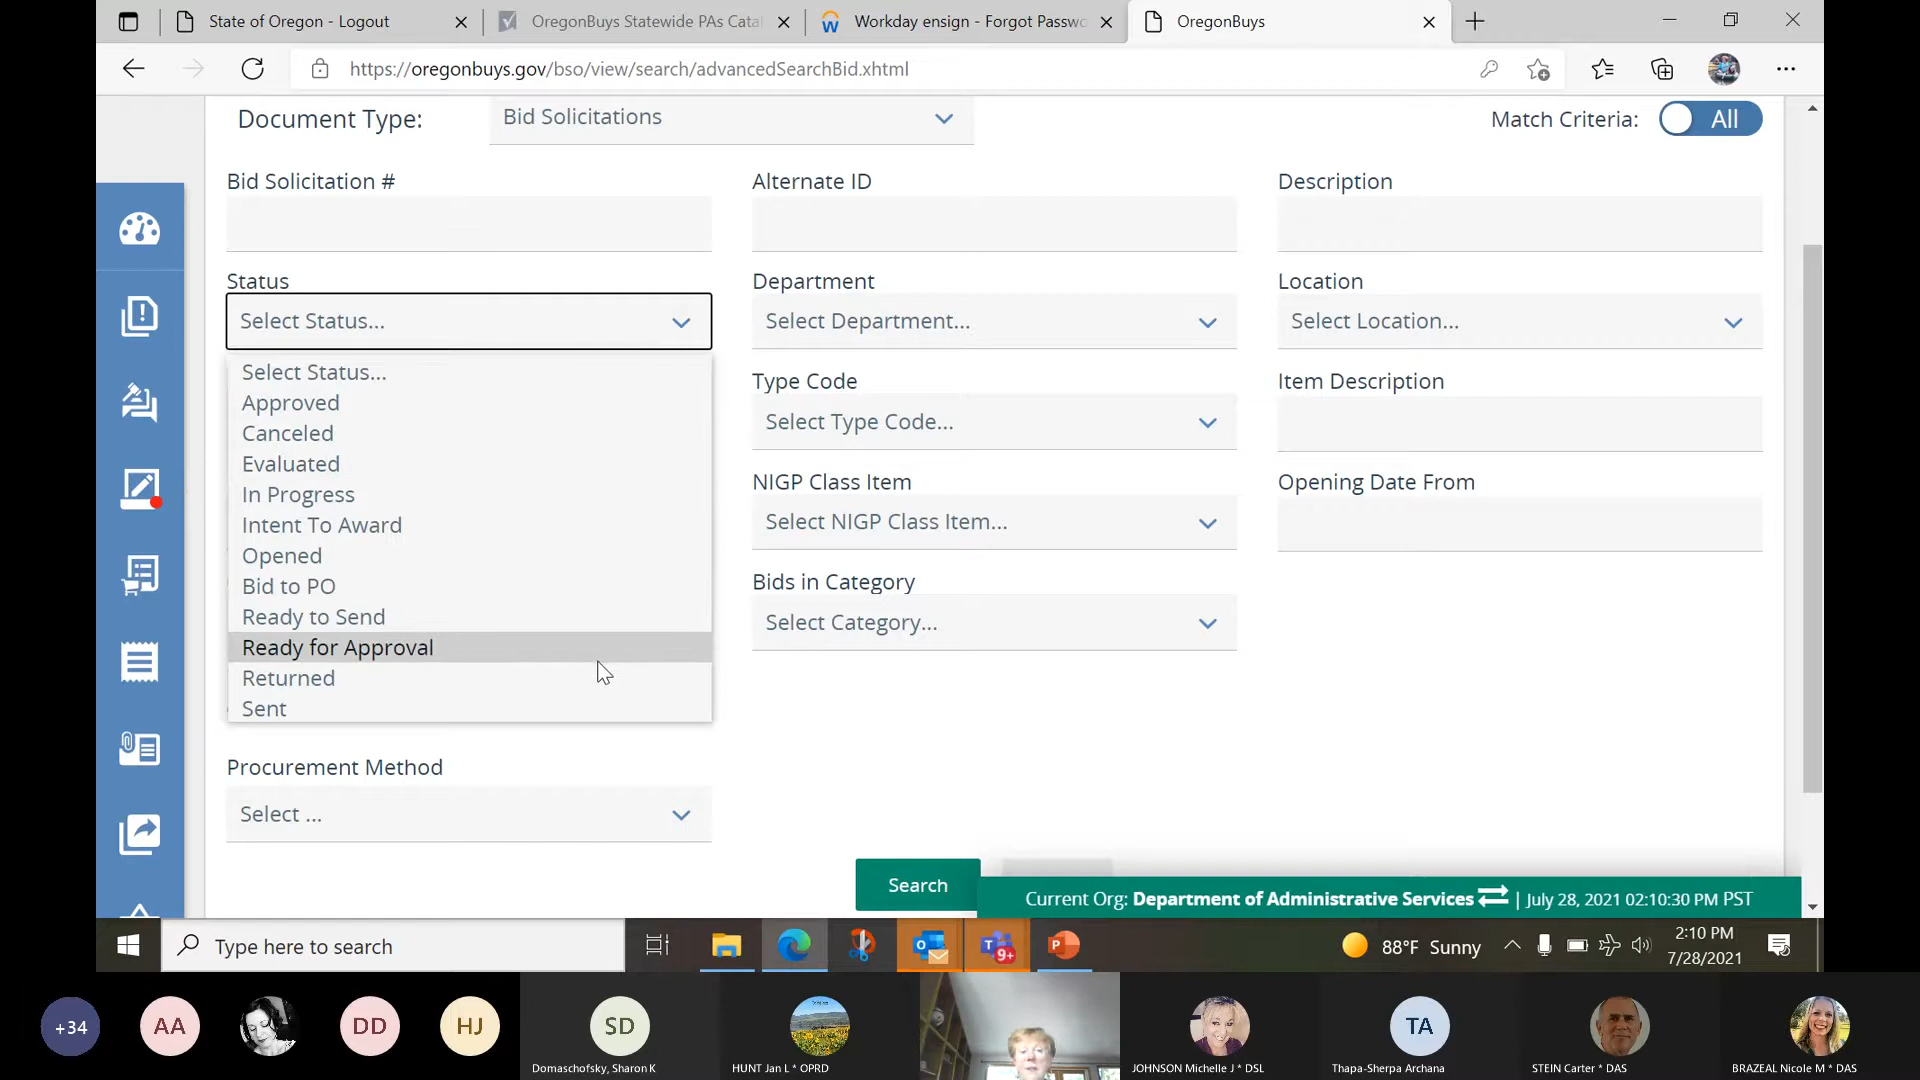 State of Oregon - Logout
OregonBuys Statewide PAs Catal
Workday ensign - Forgot Passwo
OregonBuys
https://oregonbuys.gov/bso/view/search/advancedSearchBid.xhtml
Document Type:
Bid Solicitations
Match Criteria:
All
Bid Solicitation #
Alternate ID
Description
Status
Department
Location
Select Status...
Select Department...
Select Location...
Select Status...
Approved
Canceled
Evaluated
In Progress
Intent To Award
Opened
Bid to PO
Ready to Send
Ready for Approval
Returned
Sent
Type Code
Item Description
Select Type Code...
NIGP Class Item
Opening Date From
Select NIGP Class Item...
Bids in Category
Select Category...
Procurement Method
Select ...
Search
Current Org: Department of Administrative Services | July 28, 2021 02:10:30 PM PST
Type here to search
9+
88°F Sunny
2:10 PM
7/28/2021
+34
AA
DD
HJ
SD
TA
Domaschofsky, Sharon K
HUNT Jan L * OPRD
JOHNSON Michelle J * DSL
Thapa-Sherpa Archana
STEIN Carter * DAS
BRAZEAL Nicole M * DAS